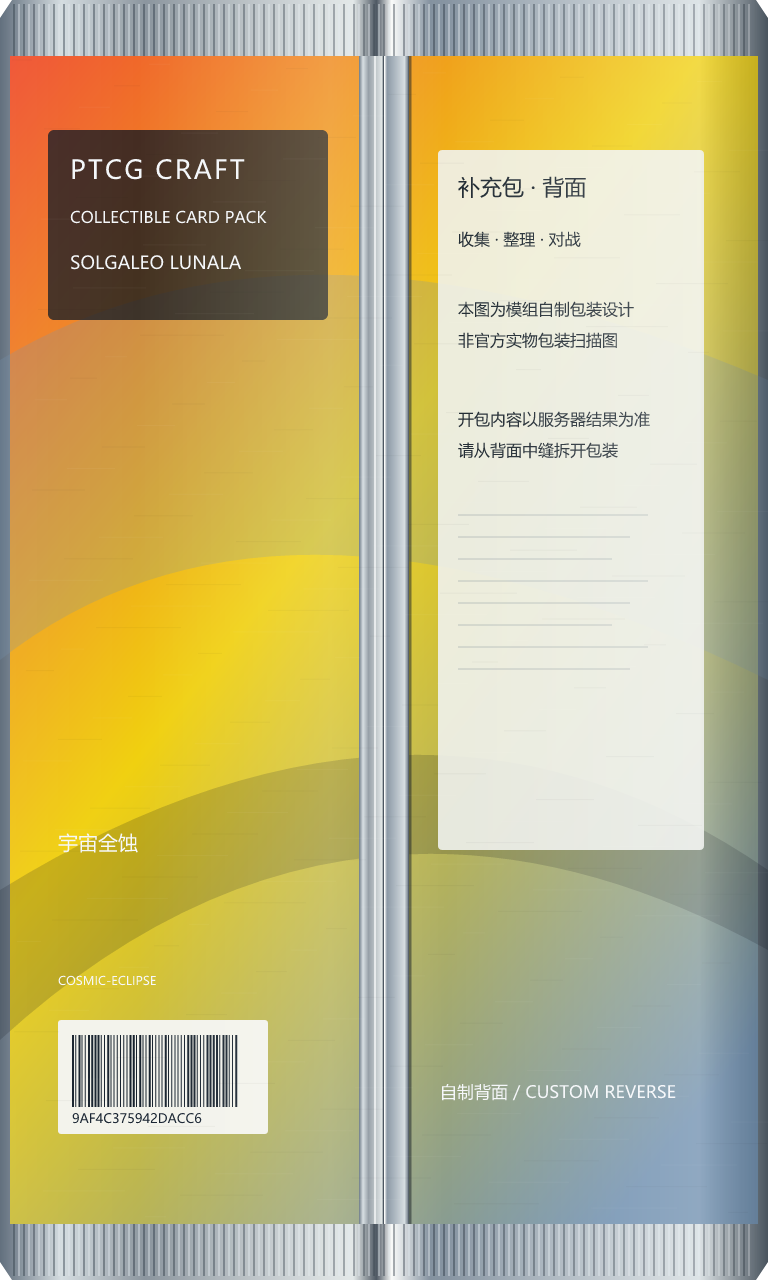 PTCG CRAFT
COLLECTIBLE CARD PACK
SOLGALEO LUNALA
宇宙全蚀
COSMIC-ECLIPSE
9AF4C375942DACC6
补充包 · 背面
收集 · 整理 · 对战
本图为模组自制包装设计
非官方实物包装扫描图
开包内容以服务器结果为准
请从背面中缝拆开包装
自制背面 / CUSTOM REVERSE